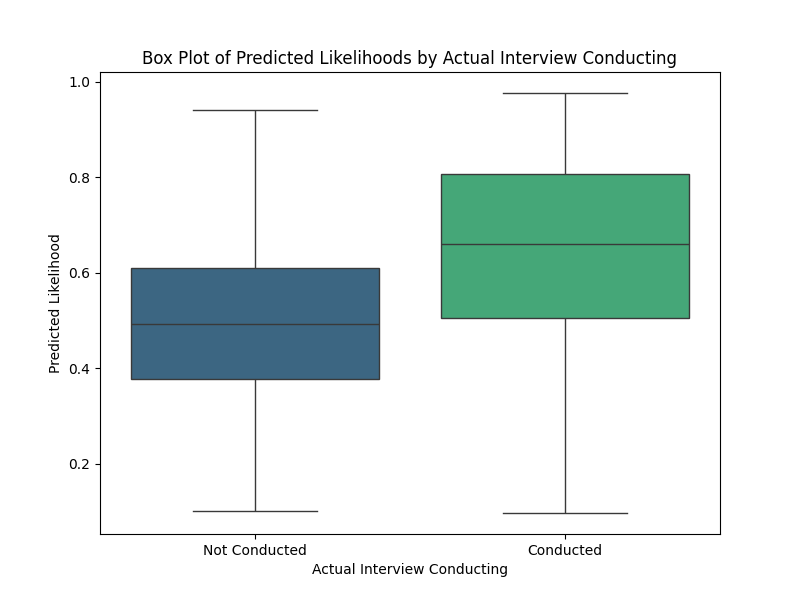 Box Plot of Predicted Likelihoods by Actual Interview Conducting
1.0
0.8
0.6
0.4
0.2
Predicted Likelihood
Not Conducted
Conducted
Actual Interview Conducting